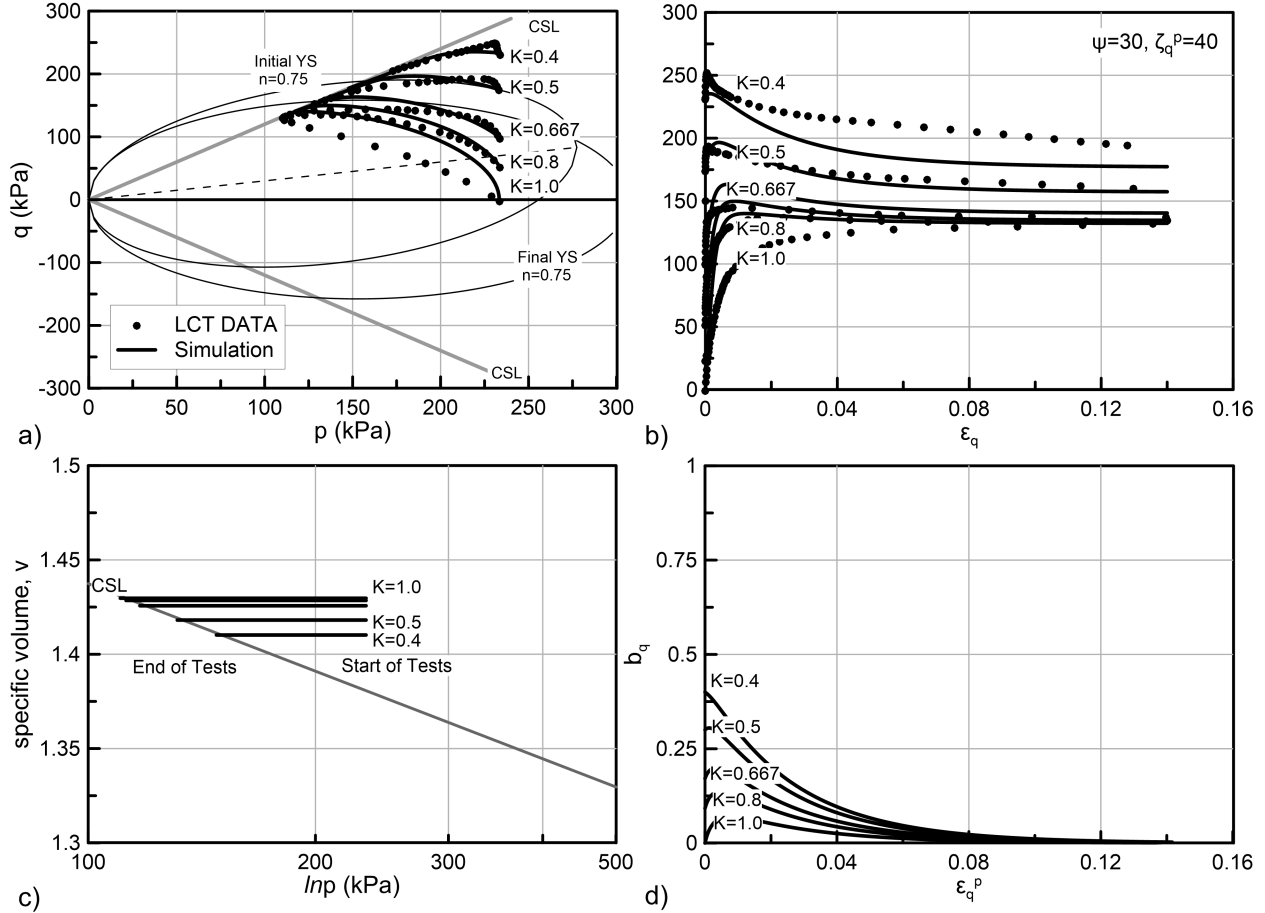 300
200
100
0
-100
-200
-300
q (kPa)
CSL
Initial YS
n=0.75
K=0.4
K=0.5
K=0.667
K=0.8
K=1.0
Final YS
n=0.75
LCT DATA
Simulation
CSL
0 50 100 150 200 250 300
p (kPa)
a)
300
250
200
150
100
50
0
ψ=30, ζqp=40
K=0.4
K=0.5
K=0.667
K=0.8
K=1.0
0 0.04 0.08 0.12 0.16
εq
b)
1.5
1.45
1.4
1.35
1.3
specific volume, v
CSL
K=1.0
K=0.5
K=0.4
End of Tests
Start of Tests
100 200 300 500
lnp (kPa)
c)
1
0.75
0.5
0.25
0
bq
K=0.4
K=0.5
K=0.667
K=0.8
K=1.0
0 0.04 0.08 0.12 0.16
εqp
d)